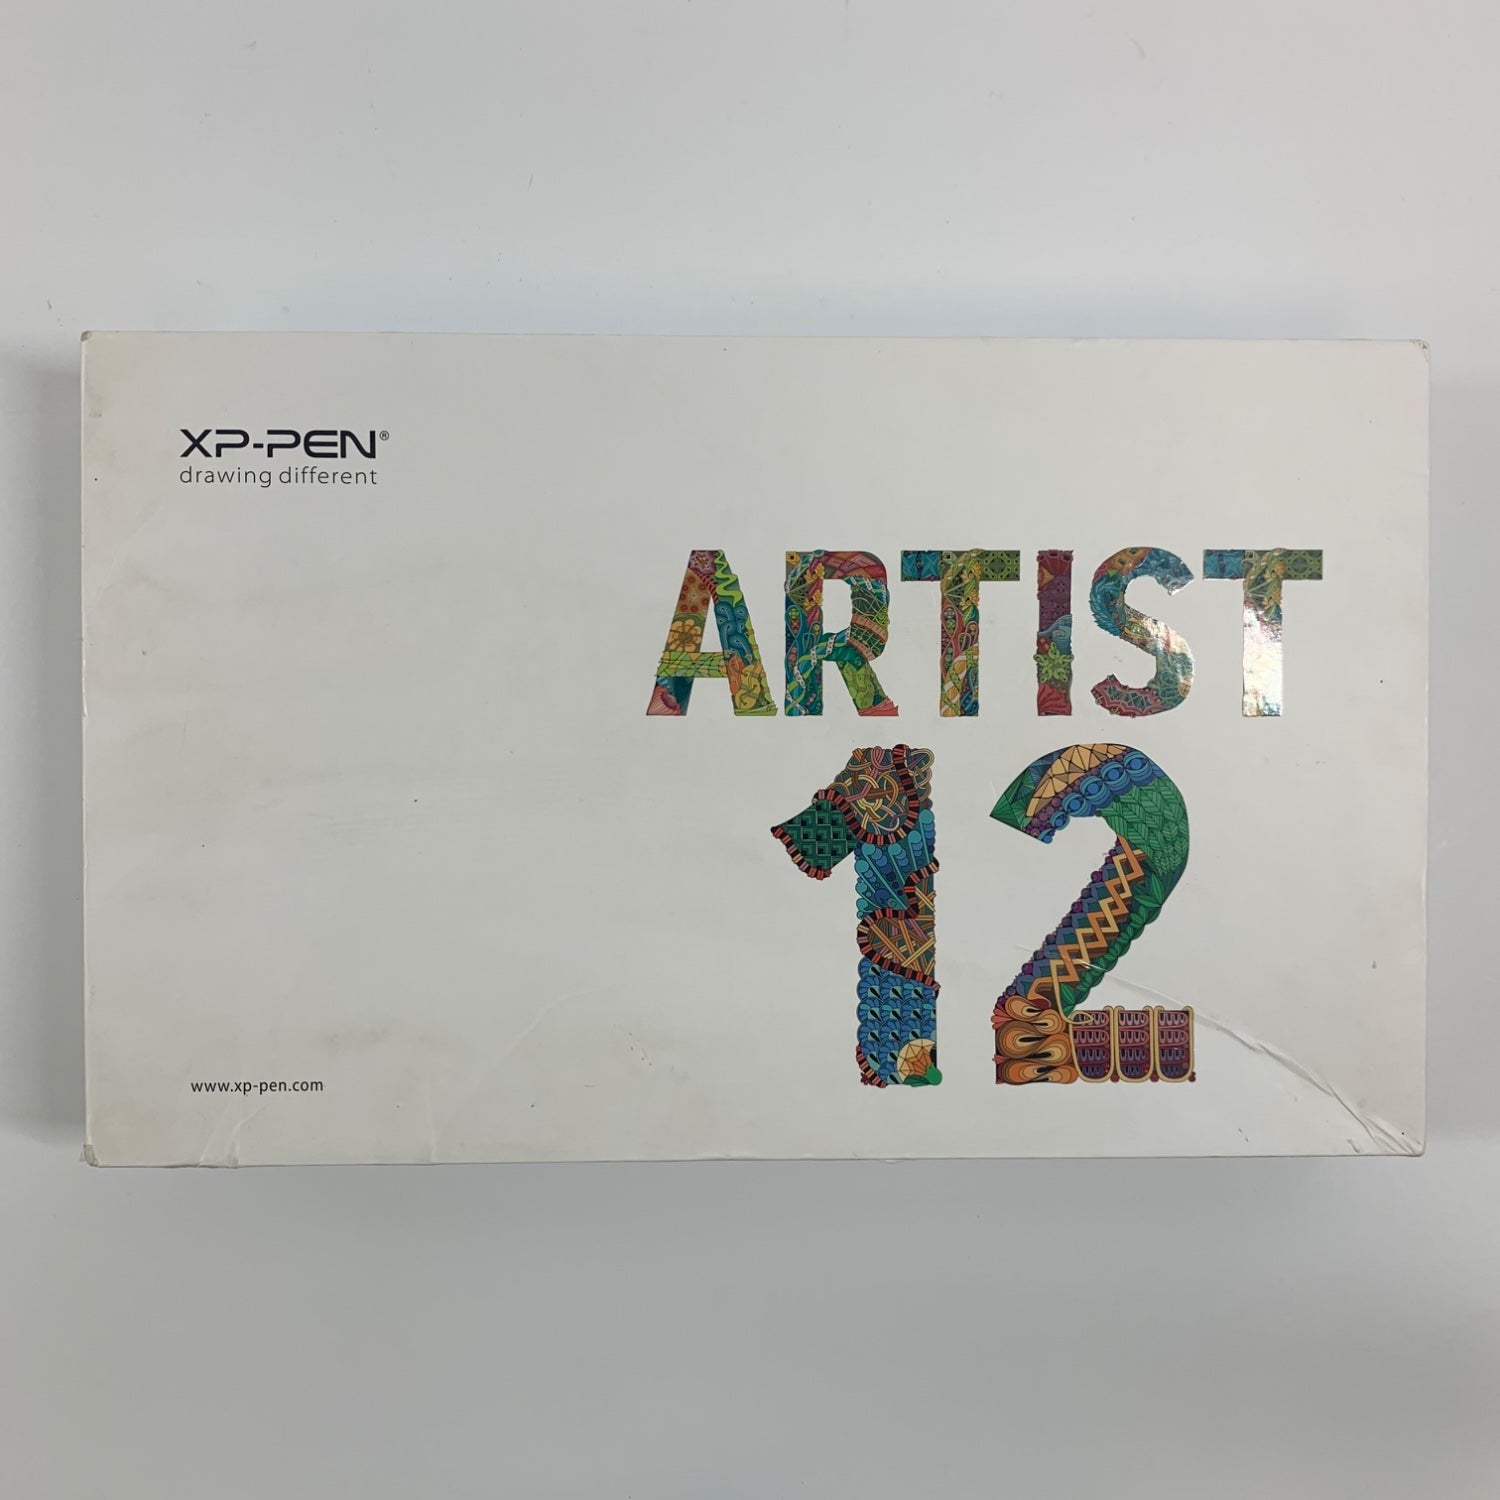 XP-PEN®
drawing different
ARTIST
12
www.xp-pen.com